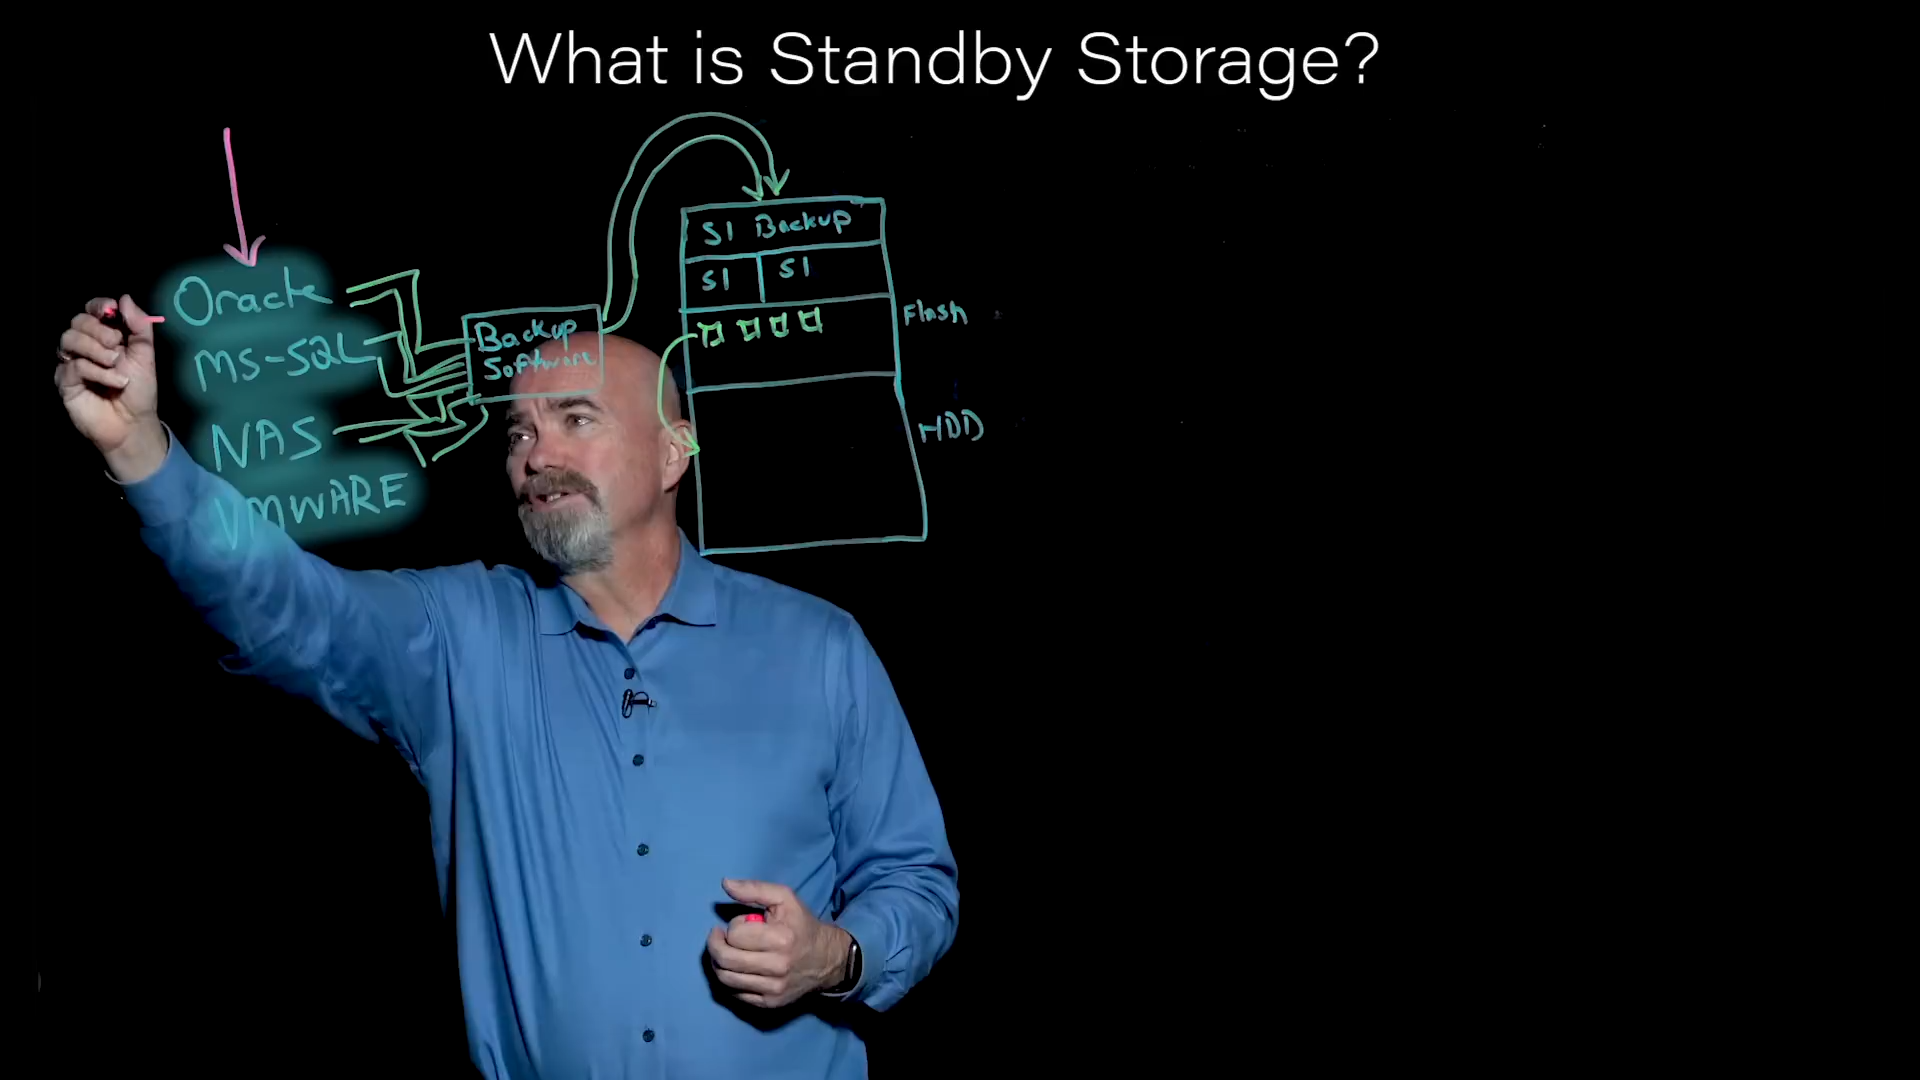 What is Standby Storage?
Oracle
MS-SQL
NAS
VMWARE
Backup
Software
S1 Backup
S1 S1
Flash
HDD